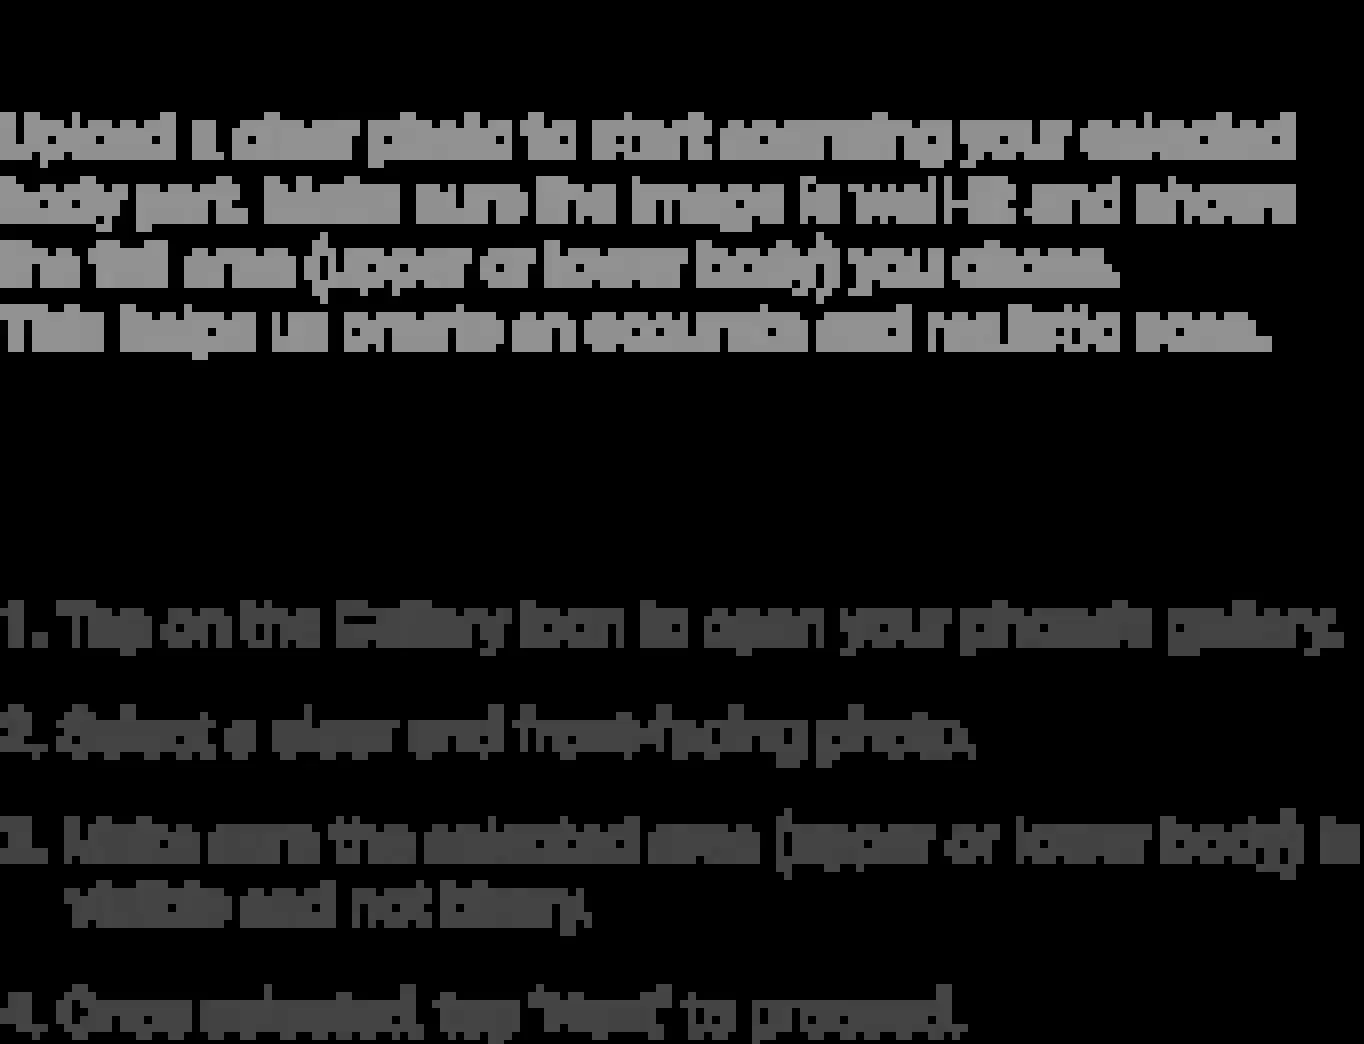 Upload a clear photo to start scanning your selected
body part. Make sure the image is well-lit and shows
the full area (upper or lower body) you chose.
This helps us create an accurate and realistic scan.
1. Tap on the Gallery Icon to open your phone's gallery.
2. Select a clear and front-facing photo.
3. Make sure the selected area (upper or lower body) is
visible and not blurry.
4. Once selected, tap "Next" to proceed.